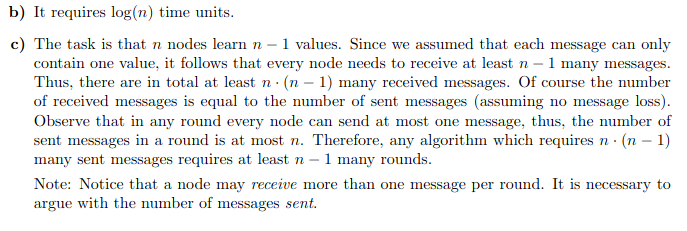 b) It requires log(n) time units.
c) The task is that n nodes learn n − 1 values. Since we assumed that each message can only
contain one value, it follows that every node needs to receive at least n − 1 many messages.
Thus, there are in total at least n · (n − 1) many received messages. Of course the number
of received messages is equal to the number of sent messages (assuming no message loss).
Observe that in any round every node can send at most one message, thus, the number of
sent messages in a round is at most n. Therefore, any algorithm which requires n · (n − 1)
many sent messages requires at least n − 1 many rounds.
Note: Notice that a node may receive more than one message per round. It is necessary to
argue with the number of messages sent.